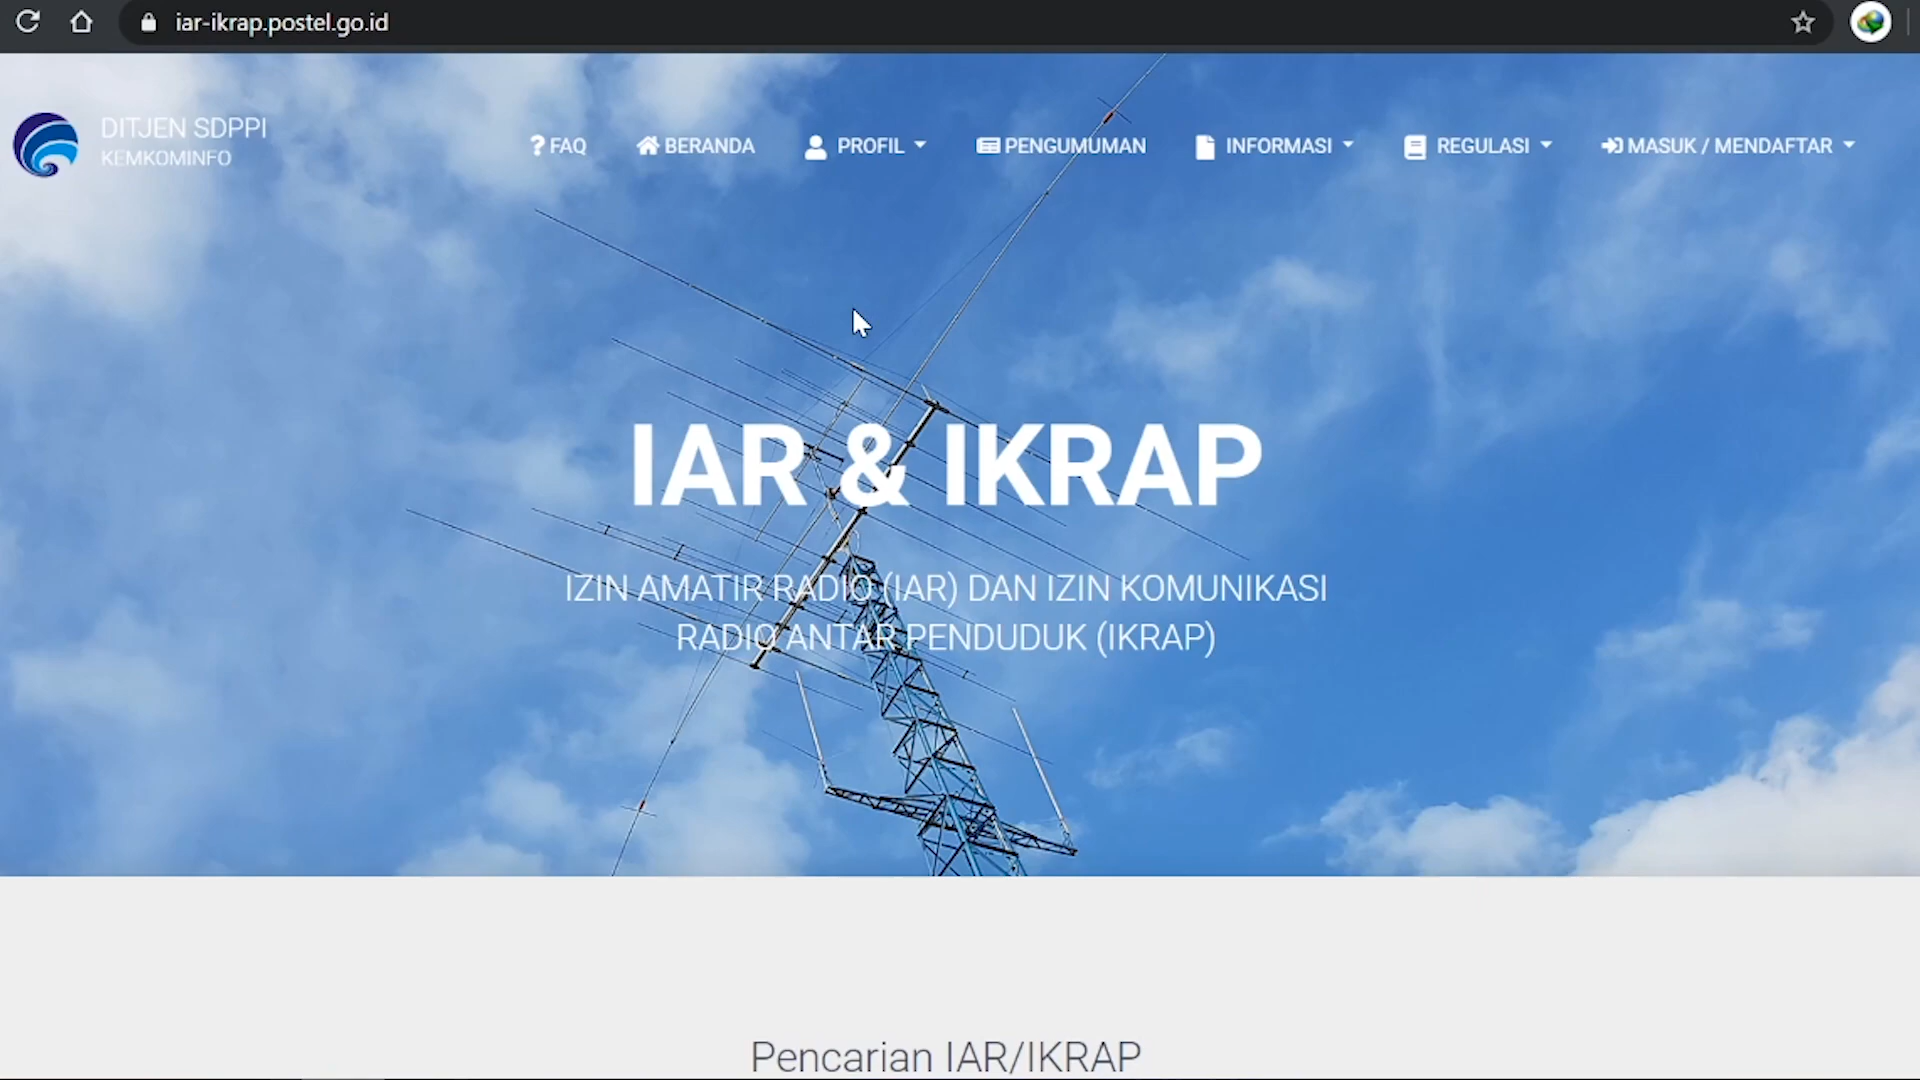 iar-ikrap.postel.go.id
DITJEN SDPPI
KEMKOMINFO
? FAQ
BERANDA
PROFIL
PENGUMUMAN
INFORMASI
REGULASI
MASUK / MENDAFTAR
IAR & IKRAP
IZIN AMATIR RADIO (IAR) DAN IZIN KOMUNIKASI
RADIO ANTAR PENDUDUK (IKRAP)
Pencarian IAR/IKRAP